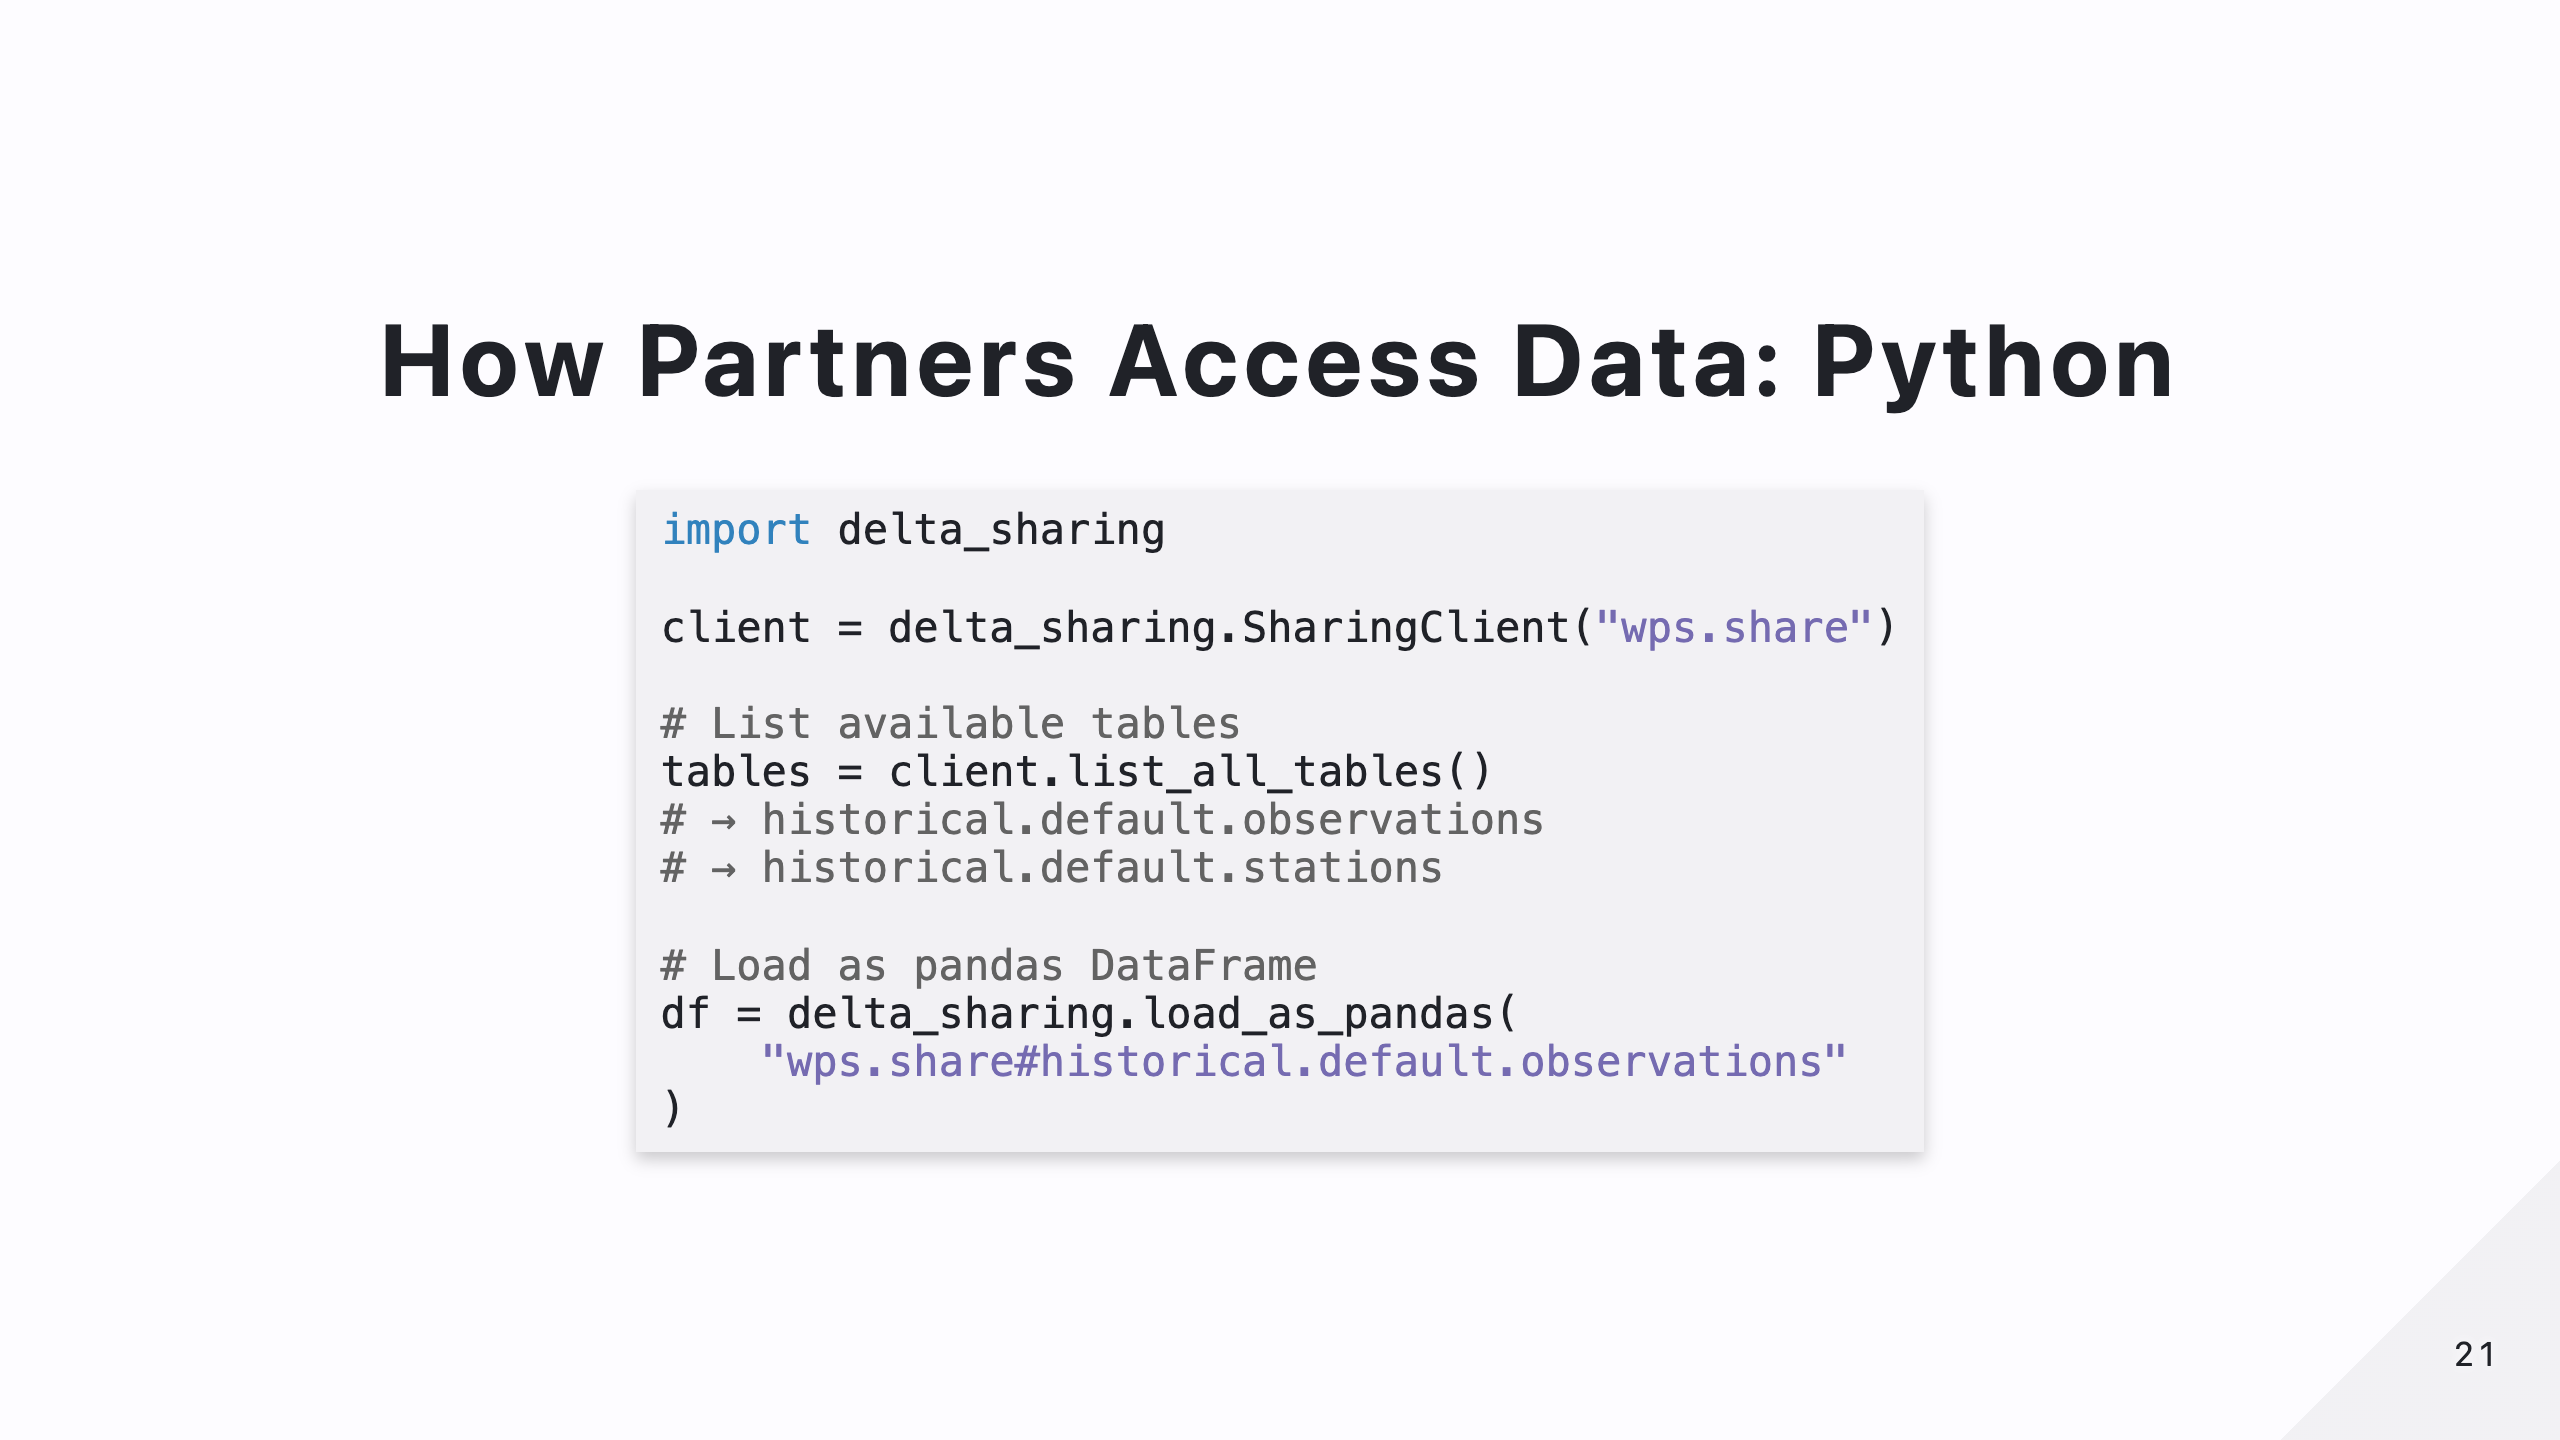 How Partners Access Data: Python
import delta_sharing
client = delta_sharing.SharingClient("wps.share")
# List available tables
tables = client.list_all_tables()
# → historical.default.observations
# → historical.default.stations
# Load as pandas DataFrame
df = delta_sharing.load_as_pandas(
    "wps.share#historical.default.observations"
)
21